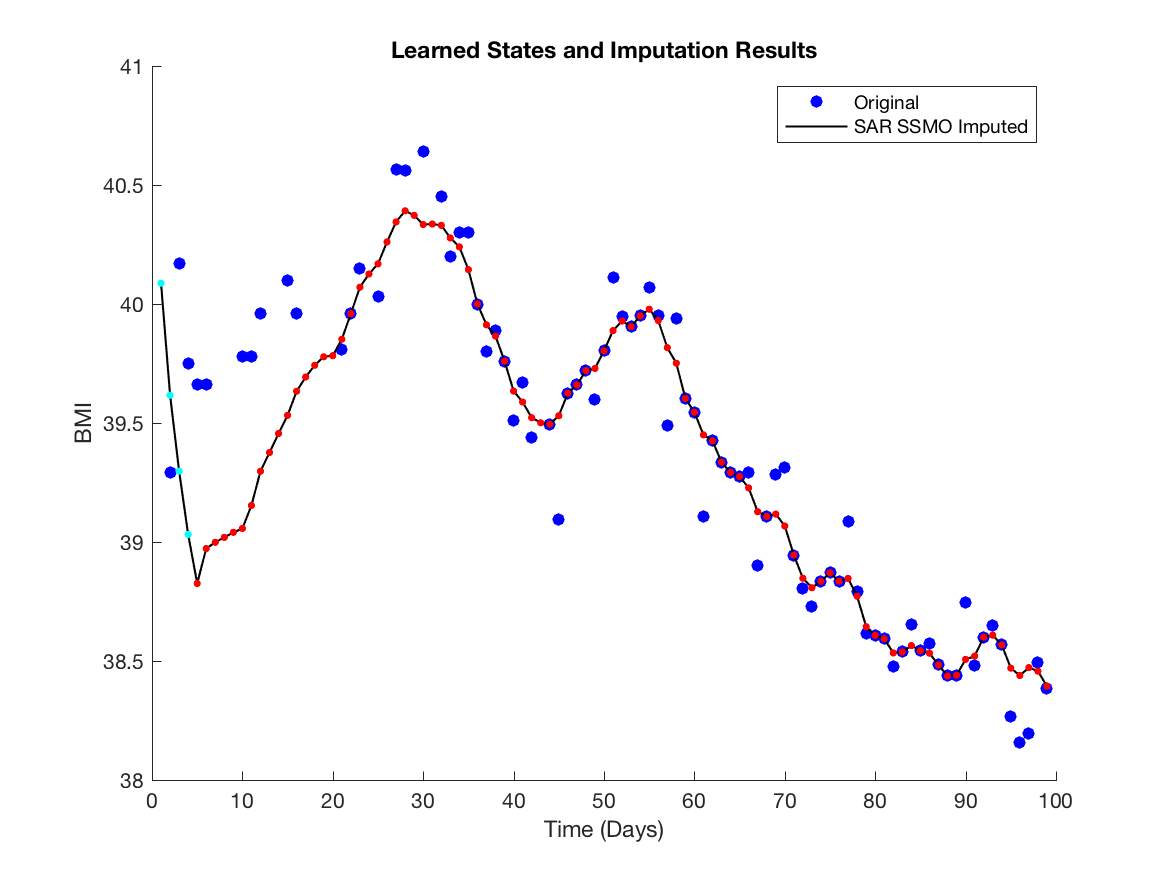 Learned States and Imputation Results
Original
SAR SSMO Imputed
BMI
41
40.5
40
39.5
39
38.5
38
0 10 20 30 40 50 60 70 80 90 100
Time (Days)